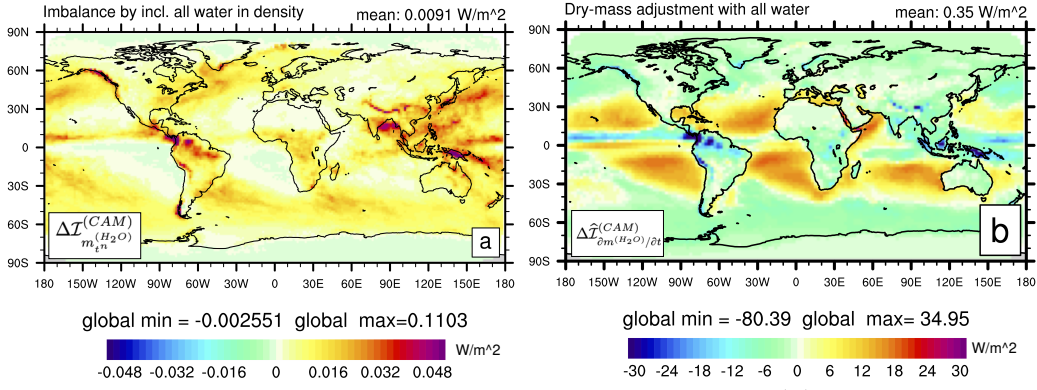 Imbalance by incl. all water in density mean: 0.0091 W/m^2
90N
60N
30N
0
30S
60S
90S
ΔI^{(CAM)}_{m^{(H_2O)}_{t^n}}
a
180 150W 120W 90W 60W 30W 0 30E 60E 90E 120E 150E 180
global min = -0.002551 global max=0.1103
-0.048 -0.032 -0.016 0 0.016 0.032 0.048
W/m^2
Dry-mass adjustment with all water mean: 0.35 W/m^2
90N
60N
30N
0
30S
60S
90S
ΔÎ^{(CAM)}_{∂m^{(H_2O)}/∂t}
b
180 150W 120W 90W 60W 30W 0 30E 60E 90E 120E 150E 180
global min = -80.39 global max= 34.95
-30 -24 -18 -12 -6 0 6 12 18 24 30
W/m^2